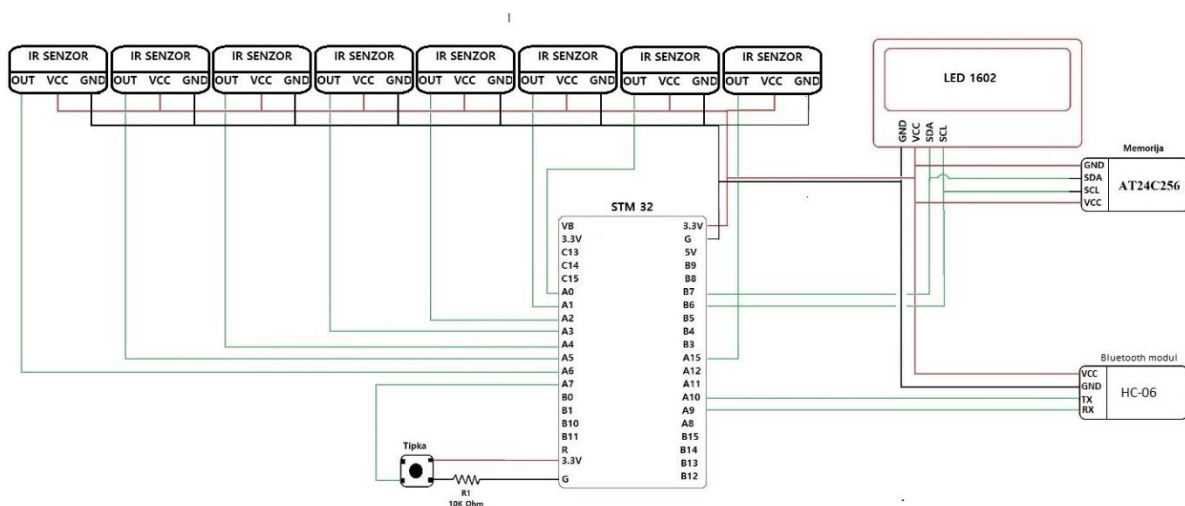 IR SENZOR IR SENZOR IR SENZOR IR SENZOR IR SENZOR IR SENZOR IR SENZOR IR SENZOR
OUT VCC GND OUT VCC GND OUT VCC GND OUT VCC GND OUT VCC GND OUT VCC GND OUT VCC GND OUT VCC GND
LED 1602
GND
VCC
SDA
SCL
Memorija
GND
SDA
SCL
VCC
AT24C256
STM 32
VB 3.3V
3.3V G
C13 5V
C14 B9
C15 B8
A0 B7
A1 B6
A2 B5
A3 B4
A4 B3
A5 A15
A6 A12
A7 A11
B0 A10
B1 A9
B10 A8
B11 B15
R B14
3.3V B13
G B12
Bluetooth modul
VCC
GND
TX
RX
HC-06
Tipka
R1
10K Ohm